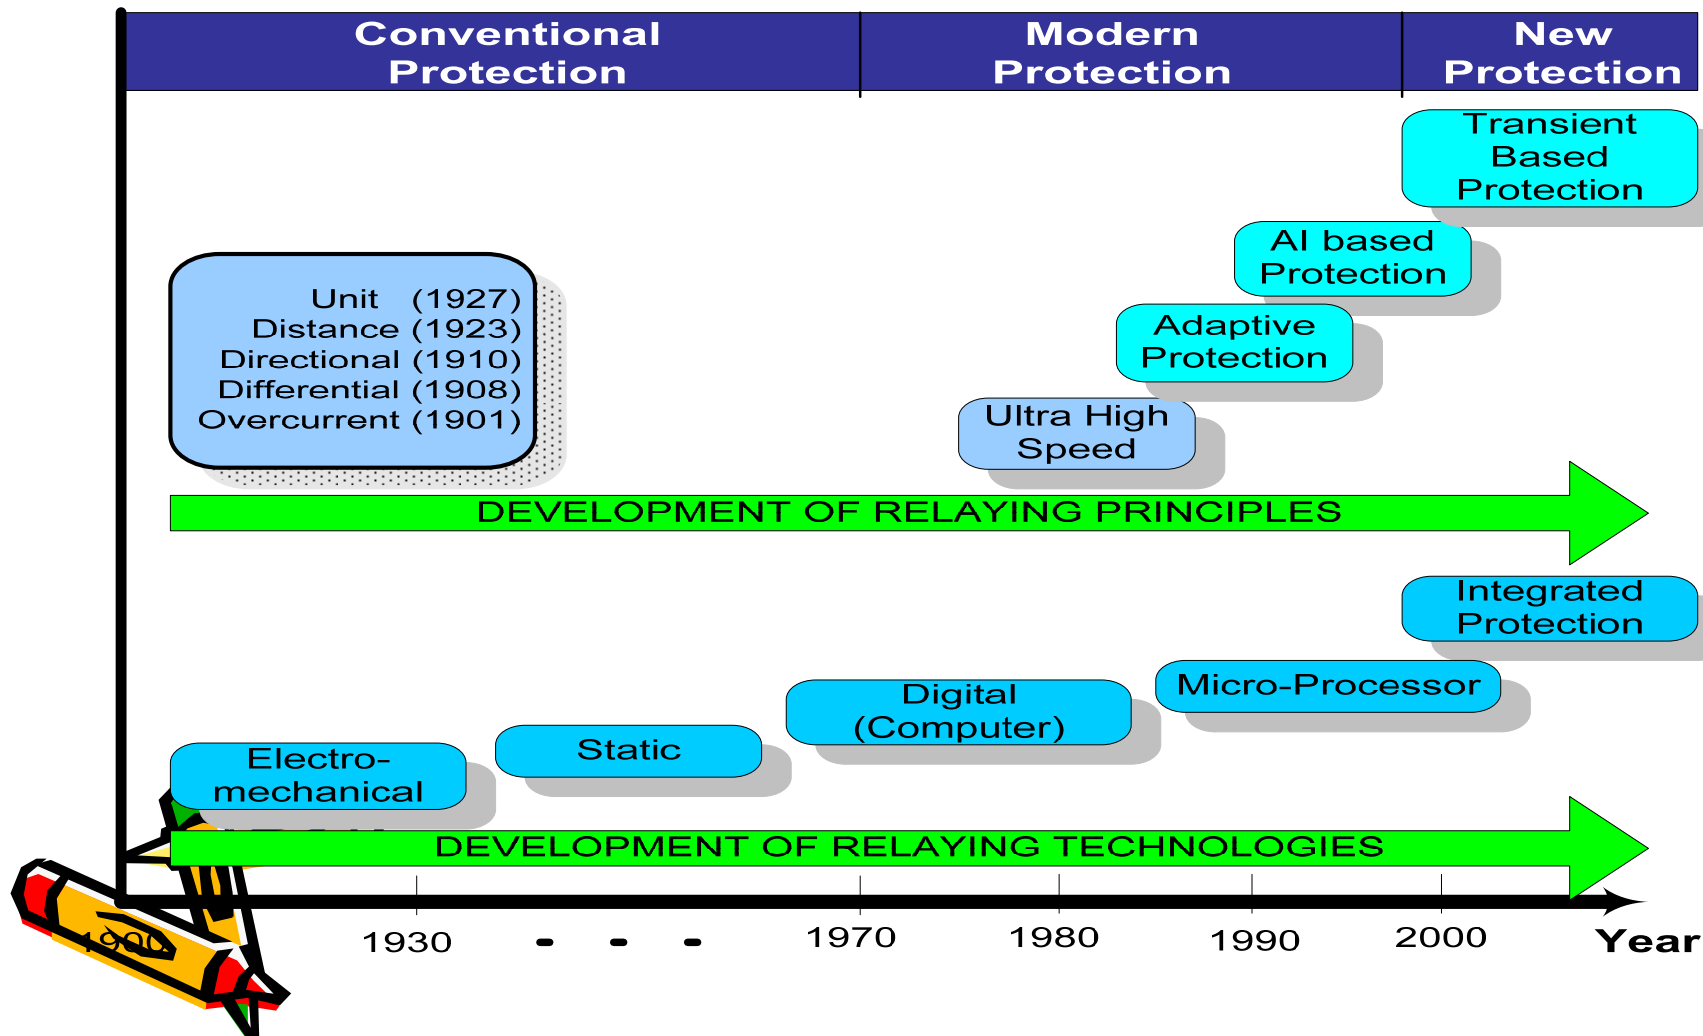 Conventional
Protection
Modern
Protection
New
Protection
Transient
Based
Protection
AI based
Protection
Adaptive
Protection
Ultra High
Speed
Unit (1927)
Distance (1923)
Directional (1910)
Differential (1908)
Overcurrent (1901)
DEVELOPMENT OF RELAYING PRINCIPLES
Integrated
Protection
Micro-Processor
Digital
(Computer)
Static
Electro-
mechanical
DEVELOPMENT OF RELAYING TECHNOLOGIES
1900
1930
- - -
1970
1980
1990
2000
Year